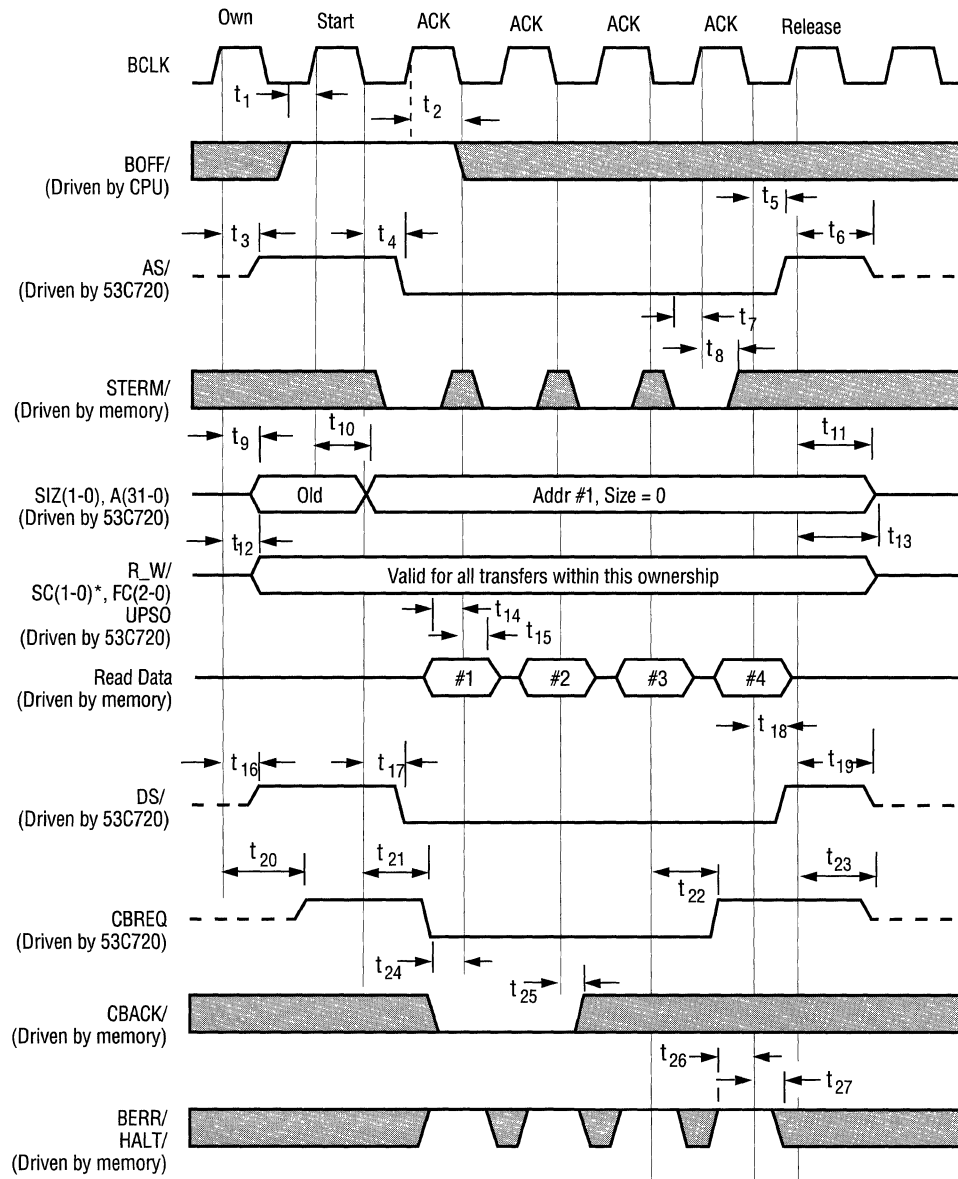 Own
Start
ACK
ACK
ACK
ACK
Release
BCLK
t1
t2
BOFF/
(Driven by CPU)
t5
t3
t4
t6
AS/
(Driven by 53C720)
t7
t8
STERM/
(Driven by memory)
t9
t10
t11
SIZ(1-0), A(31-0)
(Driven by 53C720)
Old
Addr #1, Size = 0
t12
t13
R_W/
SC(1-0)*, FC(2-0)
UPSO
(Driven by 53C720)
Valid for all transfers within this ownership
t14
t15
Read Data
(Driven by memory)
#1
#2
#3
#4
t18
t16
t17
t19
DS/
(Driven by 53C720)
t20
t21
t22
t23
CBREQ
(Driven by 53C720)
t24
t25
CBACK/
(Driven by memory)
t26
t27
BERR/
HALT/
(Driven by memory)